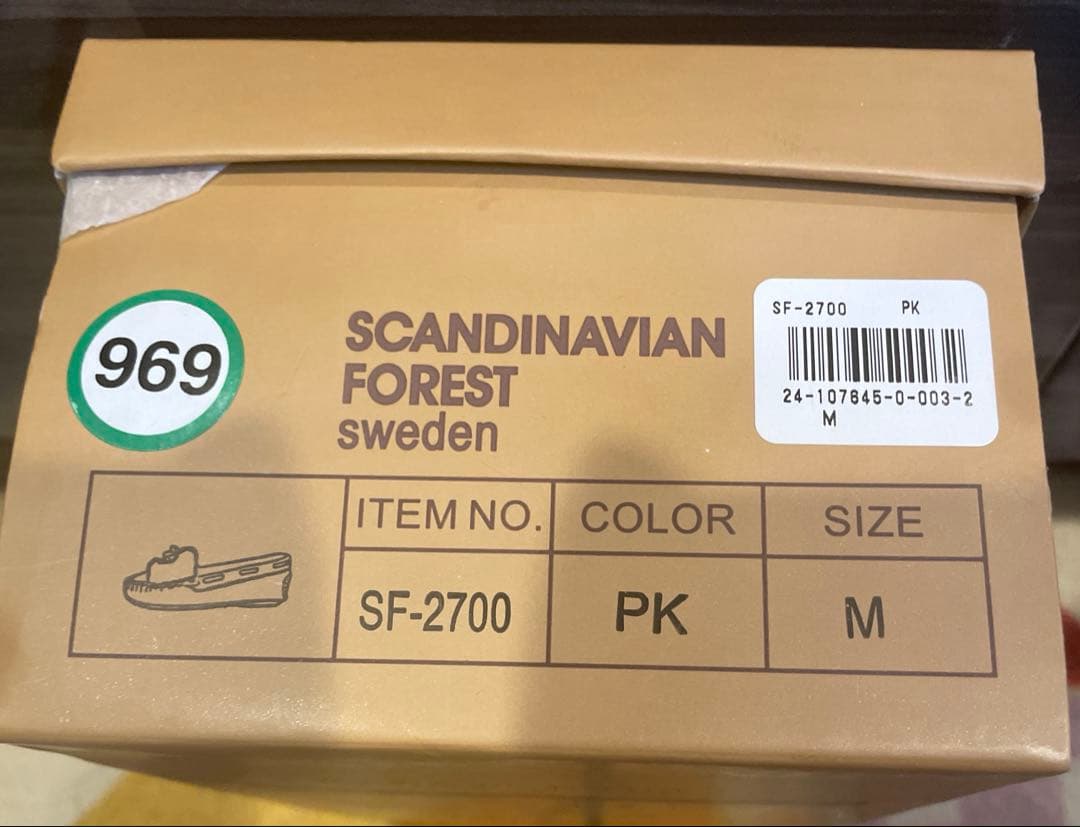 969
SCANDINAVIAN
FOREST
sweden
SF-2700 PK
24-107645-0-003-2
M
ITEM NO. COLOR SIZE
SF-2700 PK M